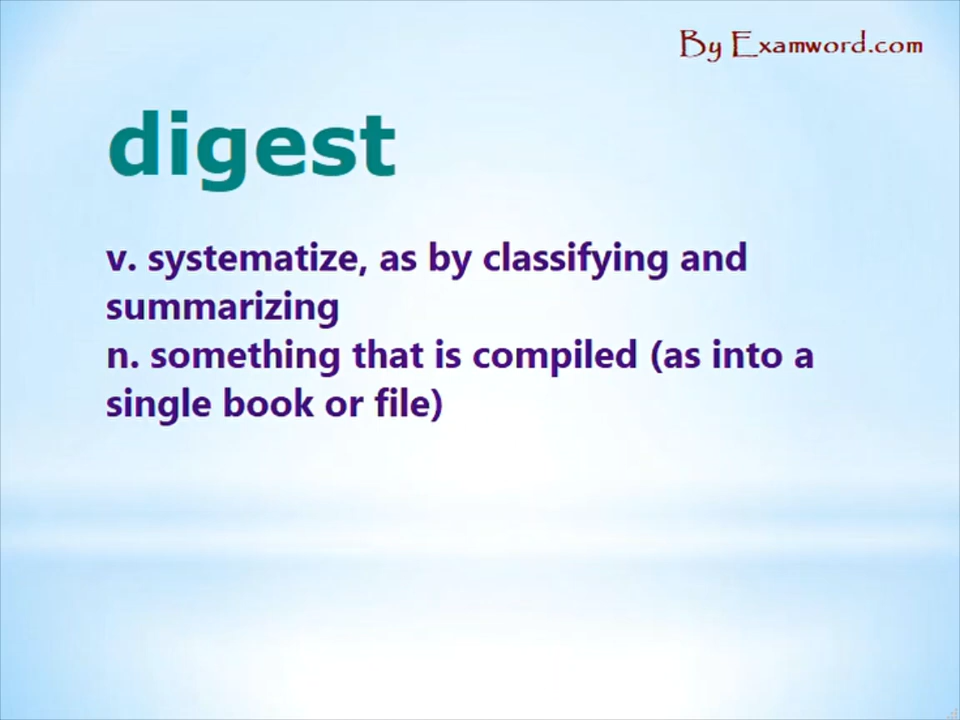 By Examword.com
digest
v. systematize, as by classifying and
summarizing
n. something that is compiled (as into a
single book or file)